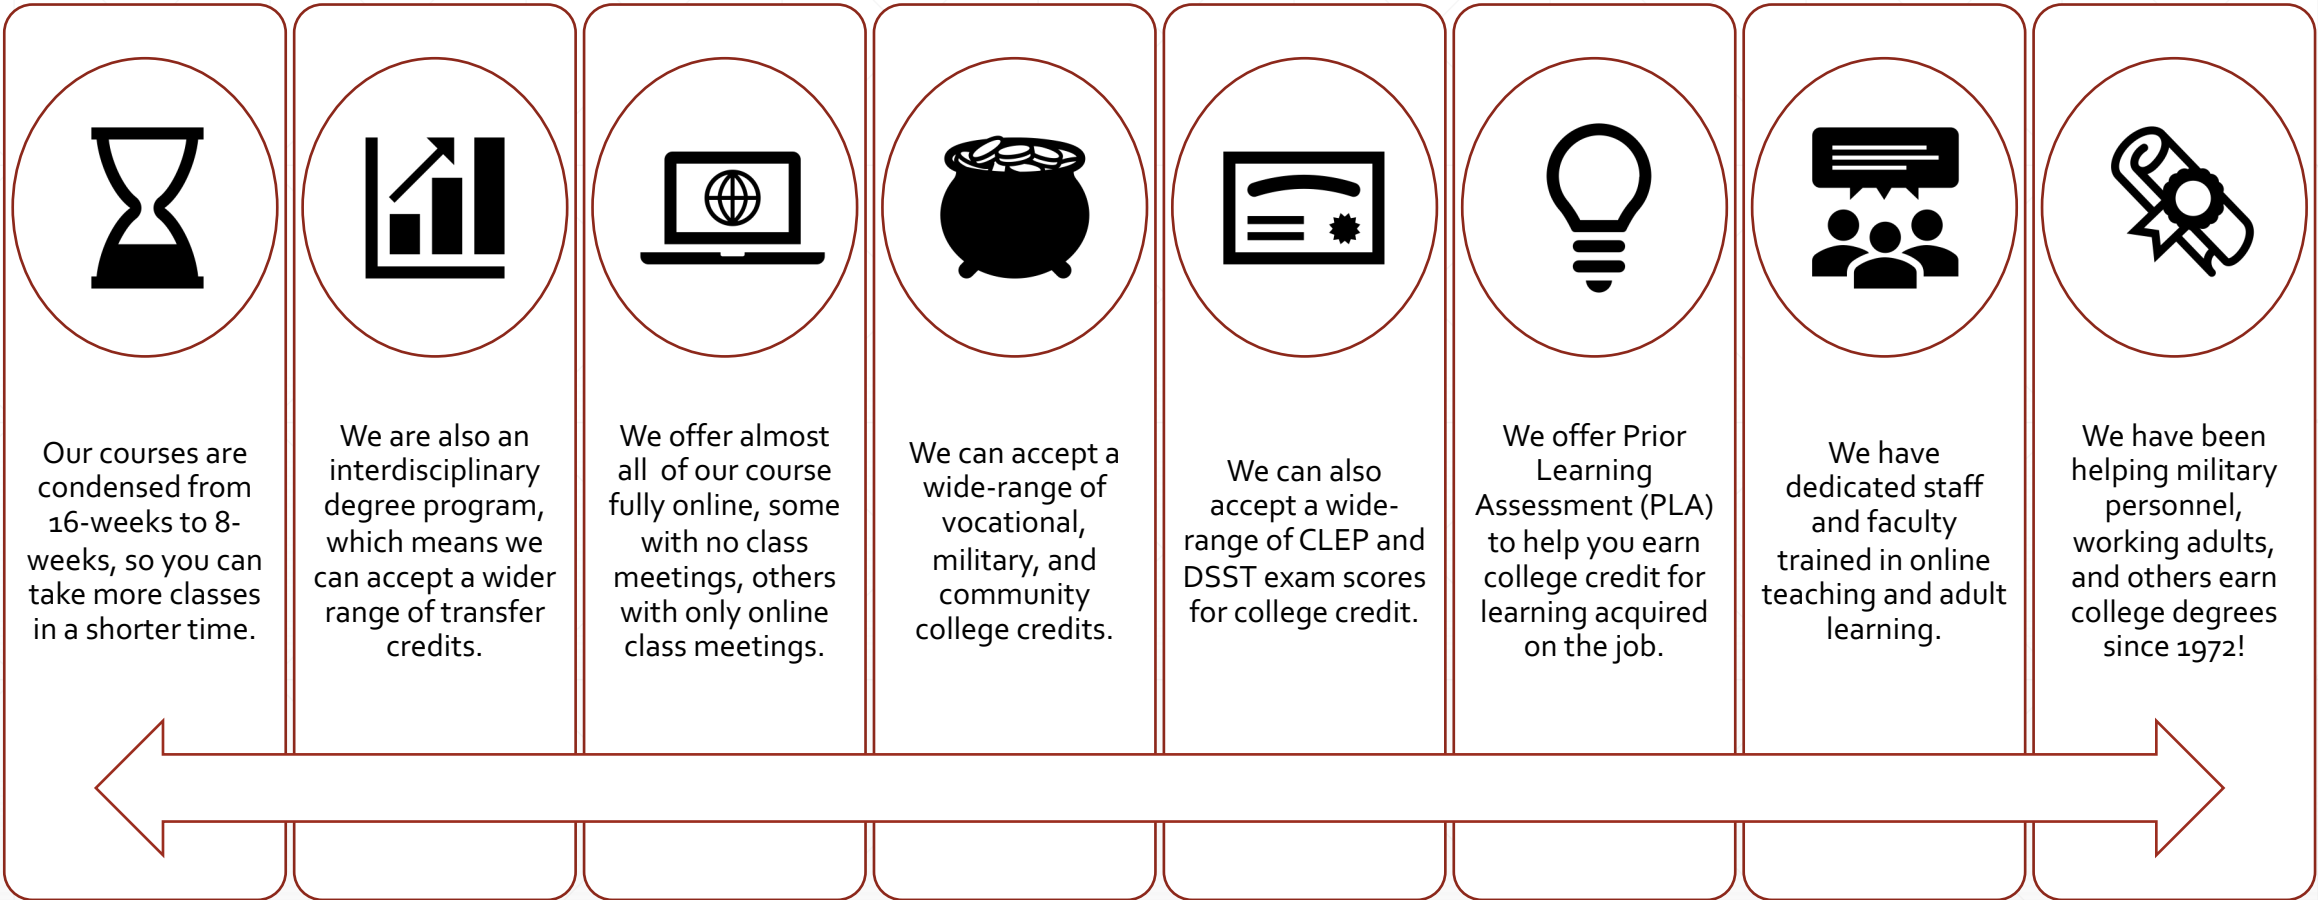 Our courses are
condensed from
16-weeks to 8-
weeks, so you can
take more classes
in a shorter time.
We are also an
interdisciplinary
degree program,
which means we
can accept a wider
range of transfer
credits.
We offer almost
all of our course
fully online, some
with no class
meetings, others
with only online
class meetings.
We can accept a
wide-range of
vocational,
military, and
community
college credits.
We can also
accept a wide-
range of CLEP and
DSST exam scores
for college credit.
We offer Prior
Learning
Assessment (PLA)
to help you earn
college credit for
learning acquired
on the job.
We have
dedicated staff
and faculty
trained in online
teaching and adult
learning.
We have been
helping military
personnel,
working adults,
and others earn
college degrees
since 1972!